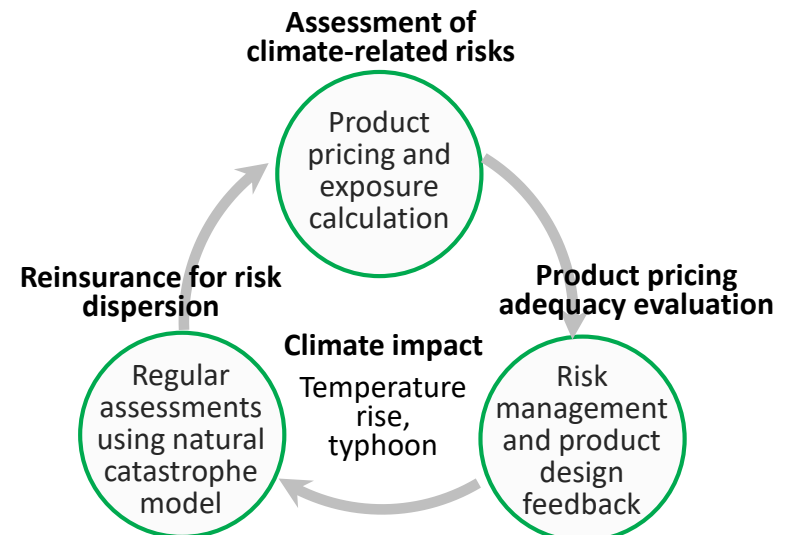 Assessment of
climate-related risks
Product
pricing and
exposure
calculation
Reinsurance for risk
dispersion
Product pricing
adequacy evaluation
Climate impact
Temperature
rise,
typhoon
Regular
assessments
using natural
catastrophe
model
Risk
management
and product
design
feedback